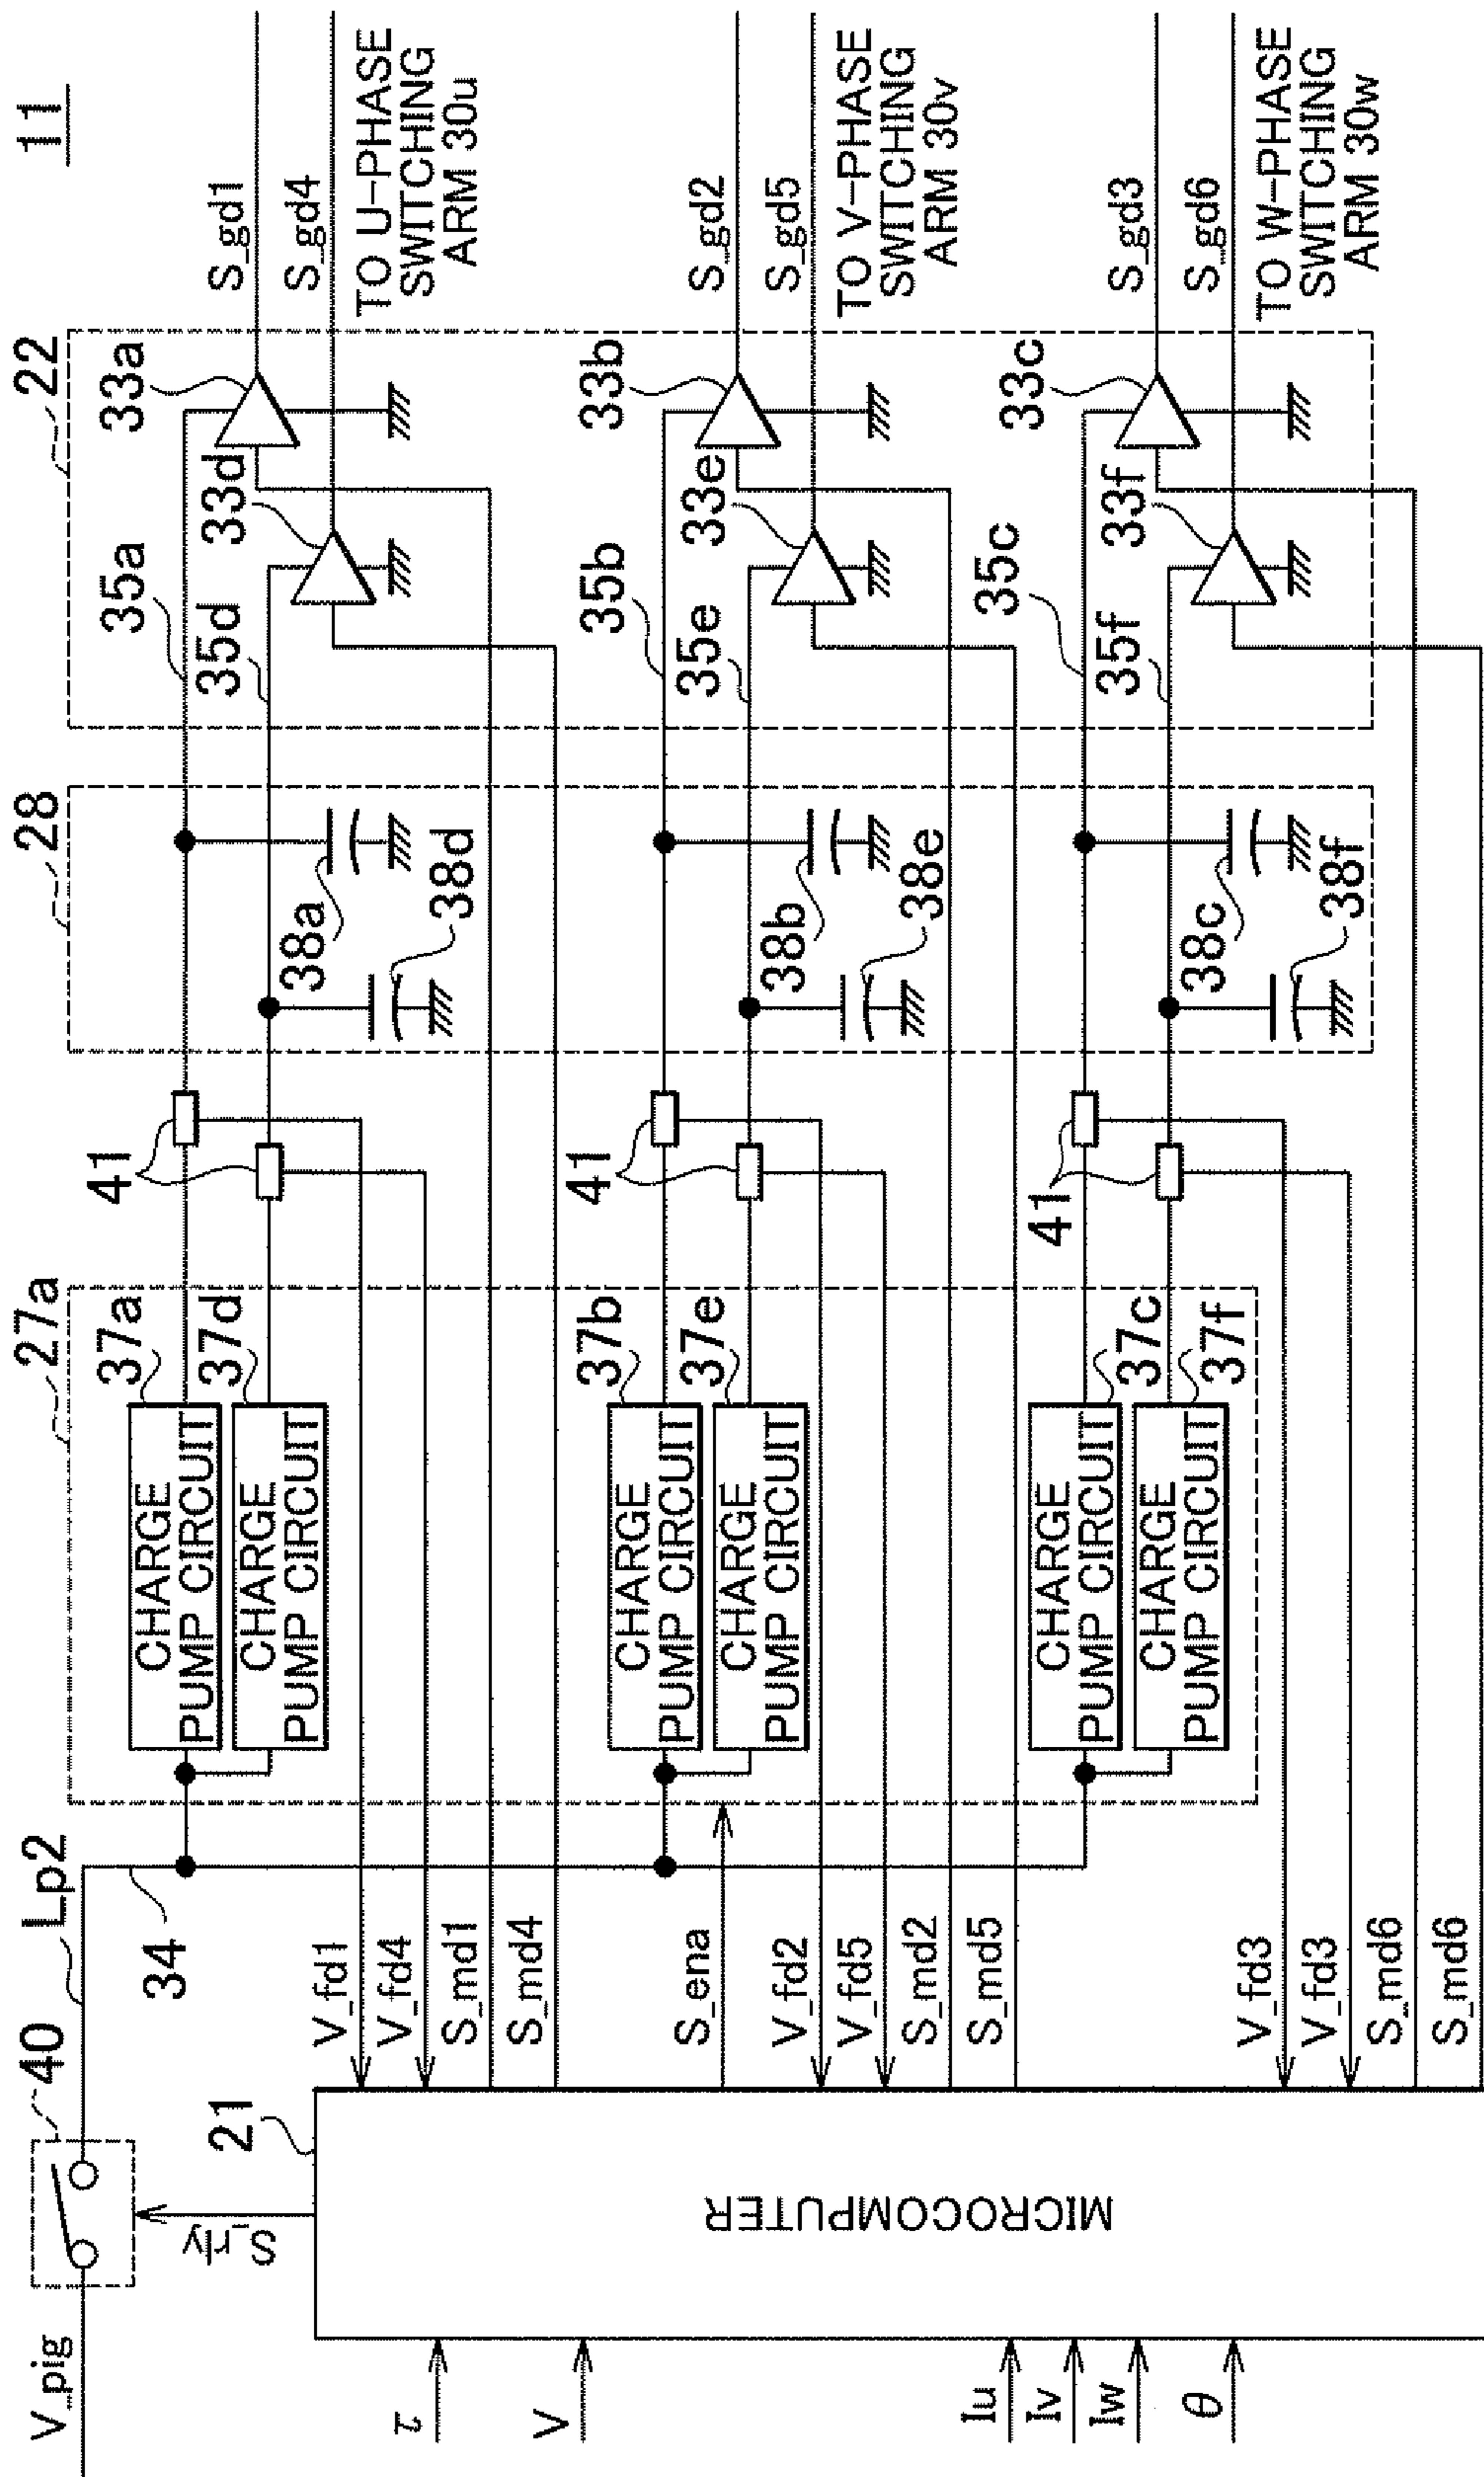 11
V_pig
40
Lp2
34
S_rly
21
MICROCOMPUTER
τ
V
Iu
Iv
Iw
θ
27a
CHARGE
PUMP CIRCUIT
37a
CHARGE
PUMP CIRCUIT
37d
41
28
38a
38d
22
35a
35d
33a
33d
S_gd1
S_gd4
TO U-PHASE
SWITCHING
ARM 30u
V_fd1
V_fd4
S_md1
S_md4
S_ena
CHARGE
PUMP CIRCUIT
37b
CHARGE
PUMP CIRCUIT
37e
41
38b
38e
35b
35e
33b
33e
S_gd2
S_gd5
TO V-PHASE
SWITCHING
ARM 30v
V_fd2
V_fd5
S_md2
S_md5
CHARGE
PUMP CIRCUIT
37c
CHARGE
PUMP CIRCUIT
37f
41
38c
38f
35c
35f
33c
33f
S_gd3
S_gd6
TO W-PHASE
SWITCHING
ARM 30w
V_fd3
V_fd3
S_md6
S_md6